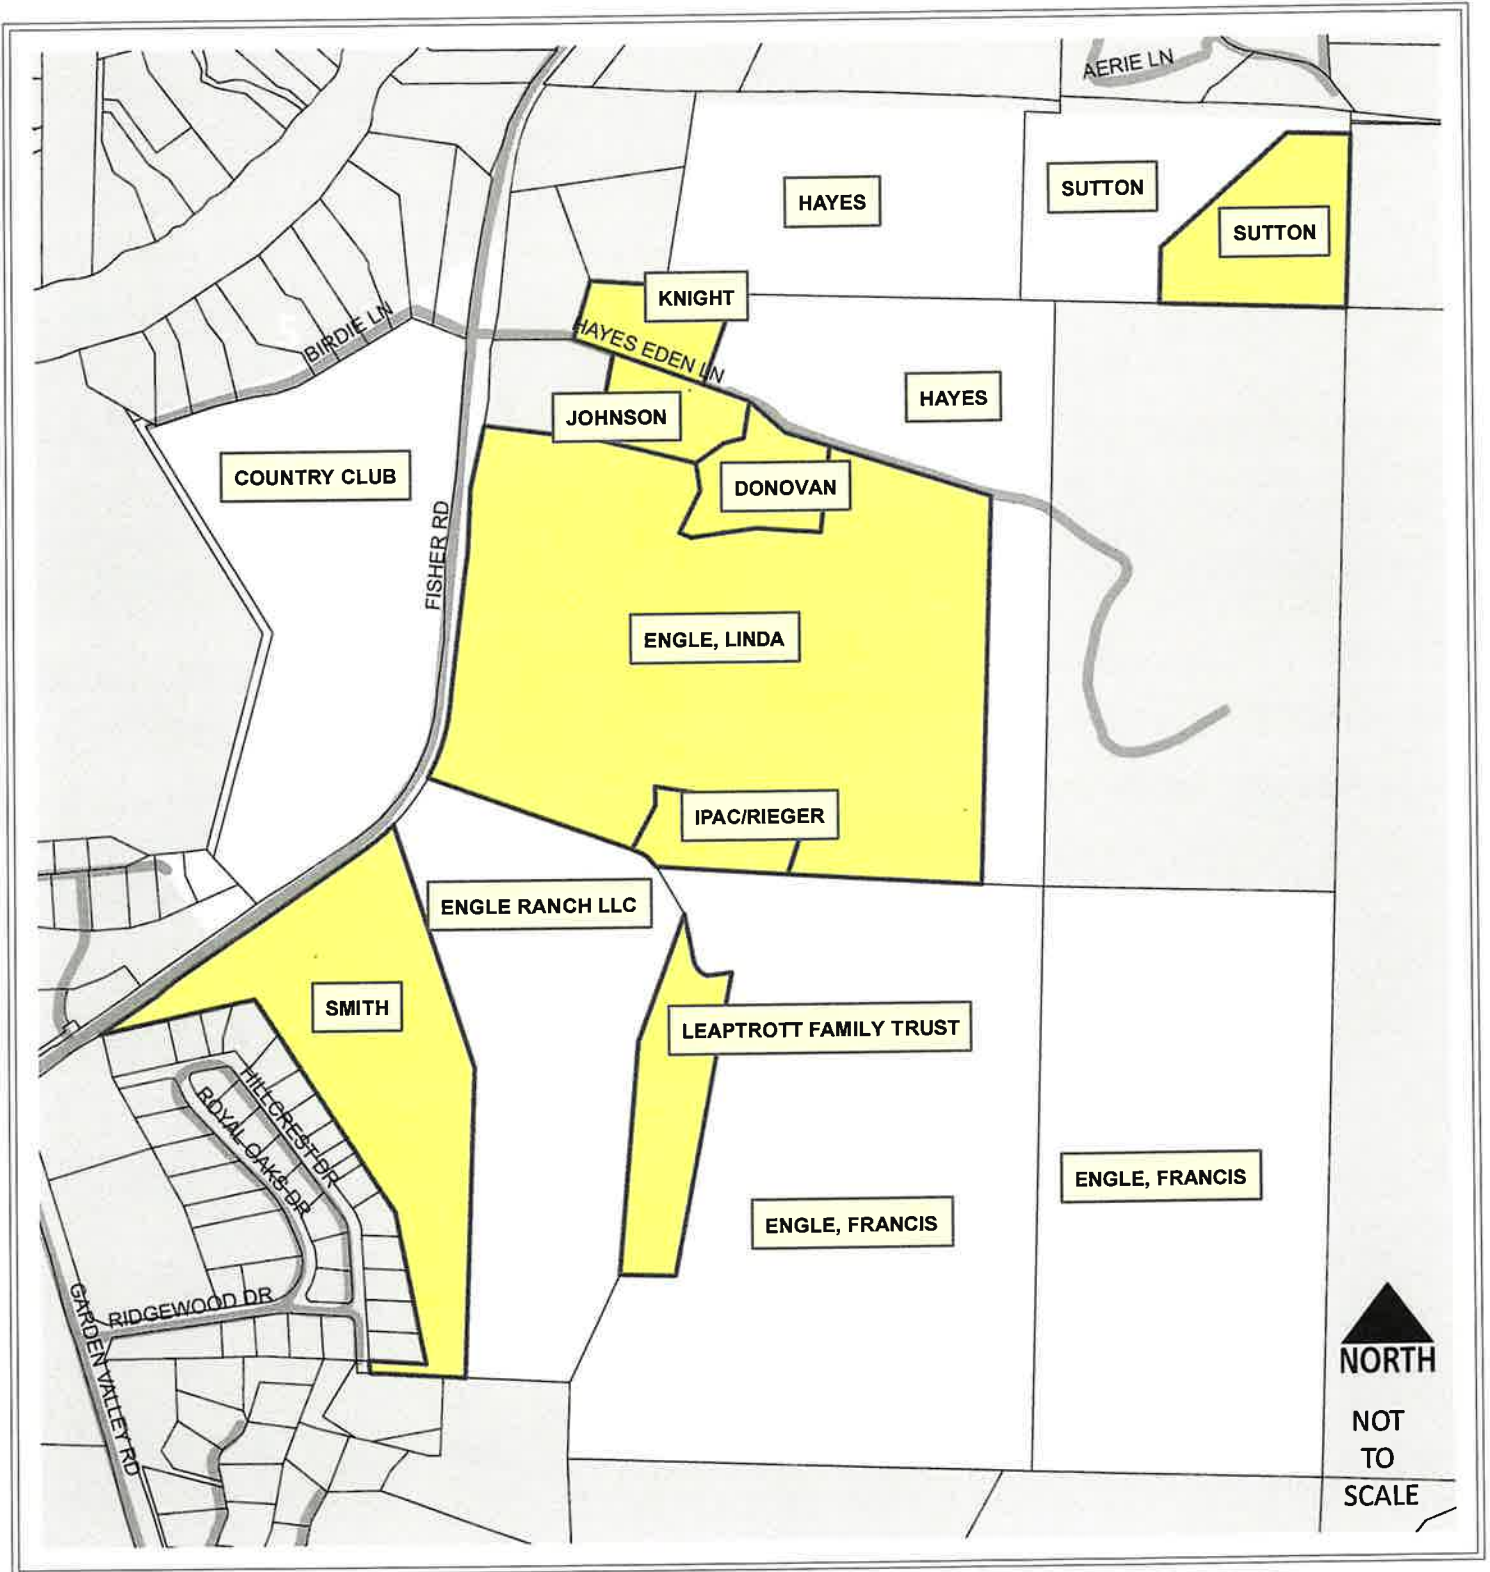 AERIE LN
HAYES
SUTTON
SUTTON
KNIGHT
BIRDIE LN
HAYES EDEN LN
HAYES
JOHNSON
COUNTRY CLUB
DONOVAN
FISHER RD
ENGLE, LINDA
IPAC/RIEGER
ENGLE RANCH LLC
SMITH
LEAPTROTT FAMILY TRUST
HILLCREST DR
ROYAL OAKS DR
ENGLE, FRANCIS
ENGLE, FRANCIS
RIDGEWOOD DR
GARDEN VALLEY RD
NORTH
NOT
TO
SCALE